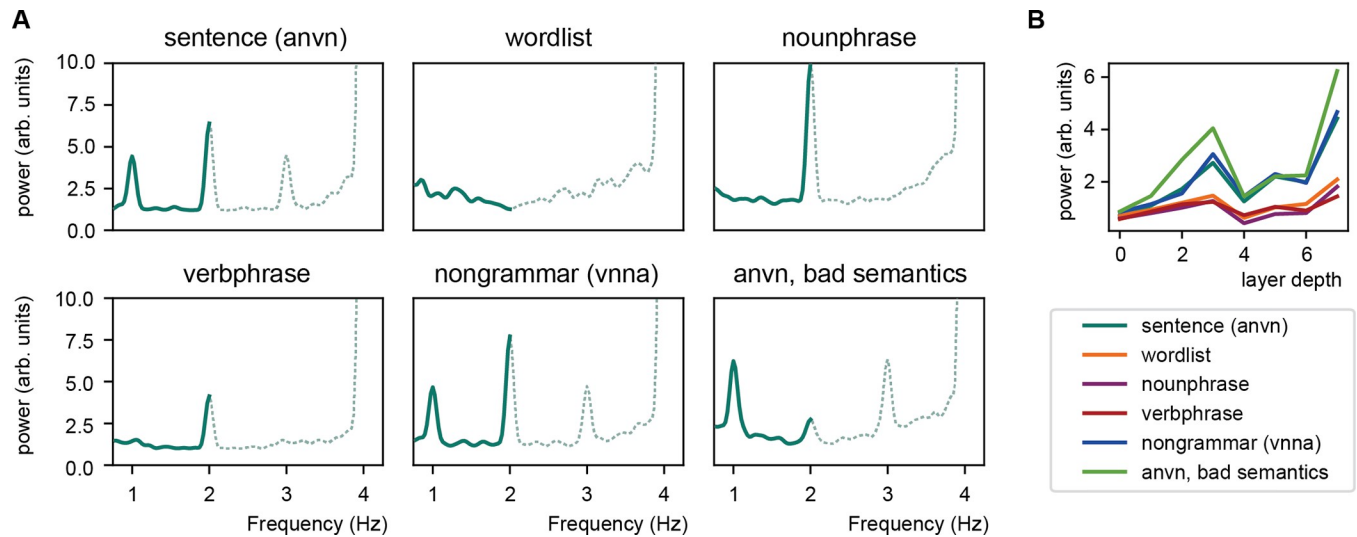 A
B
sentence (anvn)
wordlist
nounphrase
power (arb. units)
10.0
7.5
5.0
2.5
0.0
power (arb. units)
6
4
2
0 2 4 6
layer depth
verbphrase
nongrammar (vnna)
anvn, bad semantics
power (arb. units)
10.0
7.5
5.0
2.5
0.0
1 2 3 4
1 2 3 4
1 2 3 4
Frequency (Hz)
Frequency (Hz)
Frequency (Hz)
sentence (anvn)
wordlist
nounphrase
verbphrase
nongrammar (vnna)
anvn, bad semantics